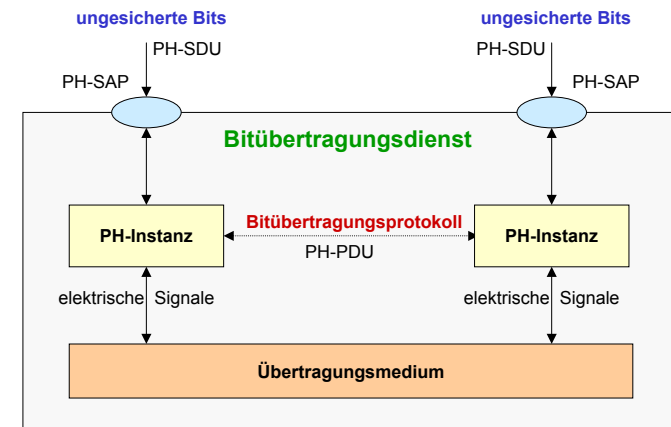 ungesicherte Bits
ungesicherte Bits
PH-SDU
PH-SDU
PH-SAP
PH-SAP
Bitübertragungsdienst
PH-Instanz
Bitübertragungsprotokoll
PH-PDU
PH-Instanz
elektrische Signale
elektrische Signale
Übertragungsmedium